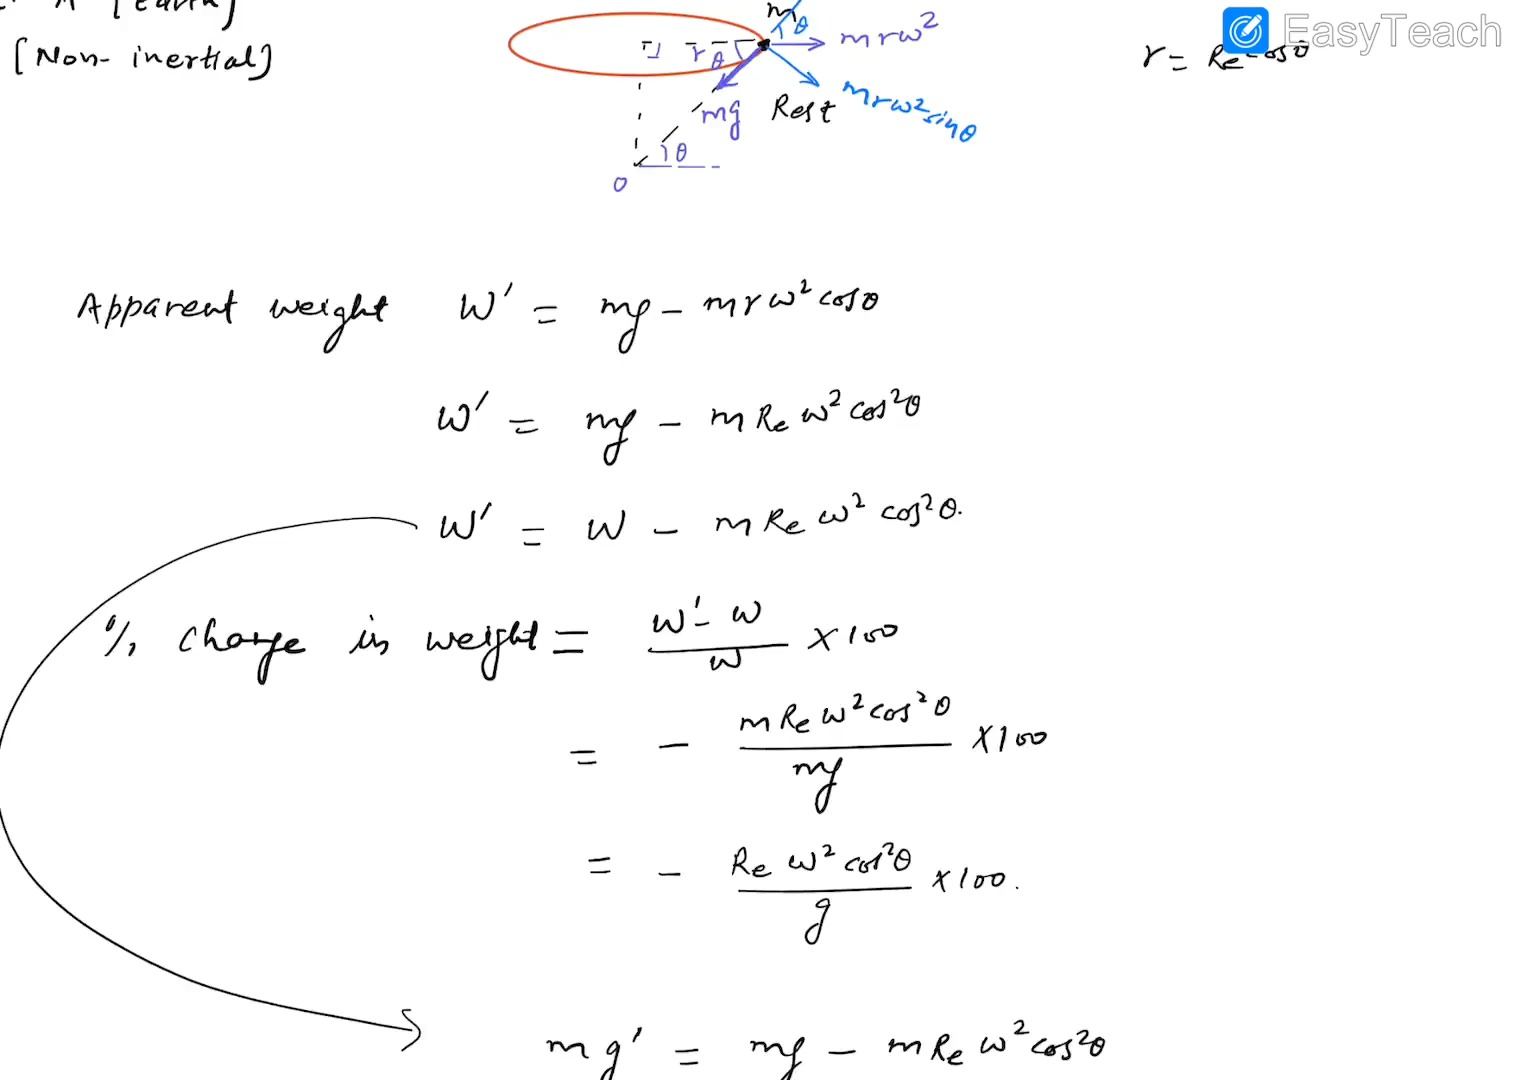 [Non-inertial]
m
θ
mrω²
EasyTeach
r = Re cosθ
r θ
mg
Rest
mrω² sinθ
θ
O
Apparent weight W' = mg - mrω² cosθ
W' = mg - mRe ω² cos²θ
W' = W - mRe ω² cos²θ.
% change in weight = W' - W / W × 100
= - mRe ω² cos²θ / mg × 100
= - Re ω² cos²θ / g × 100.
mg' = mg - mRe ω² cos²θ